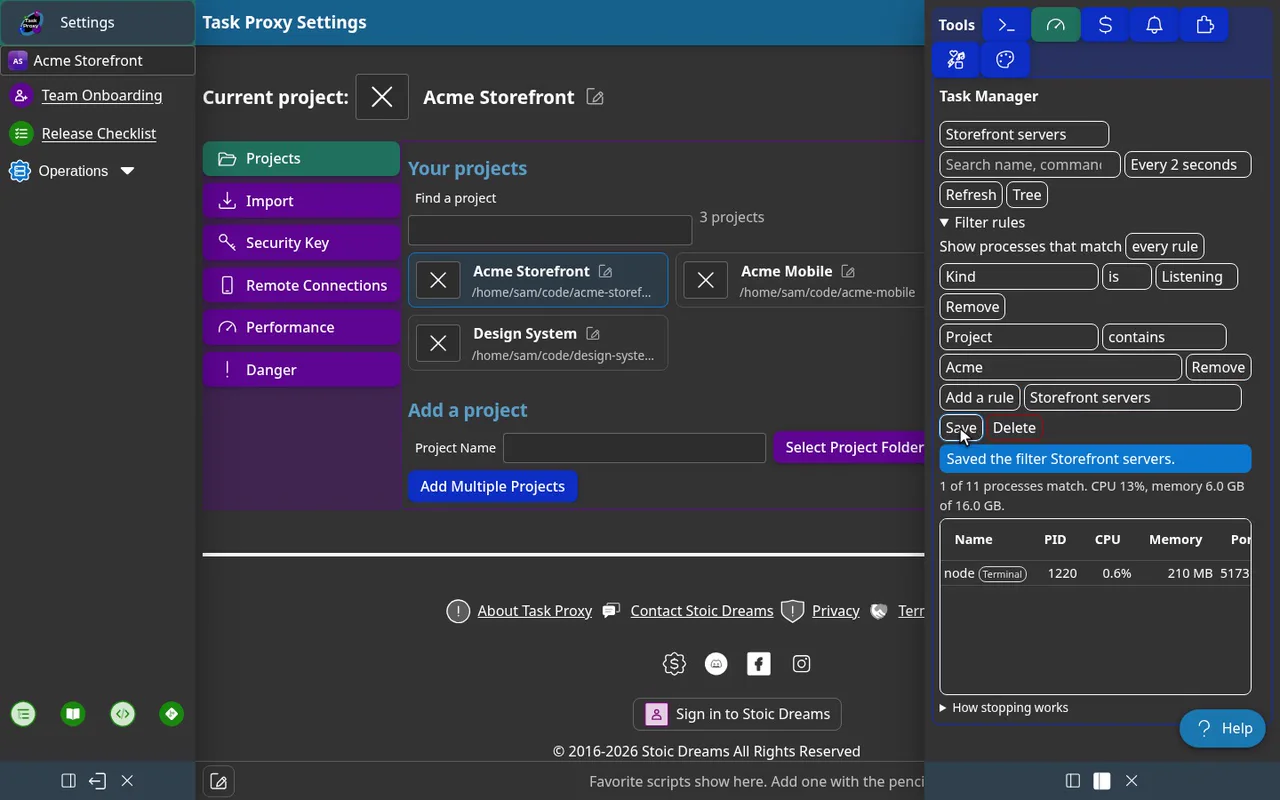 Settings
Acme Storefront
Team Onboarding
Release Checklist
Operations
Task Proxy Settings
Current project:
Acme Storefront
Projects
Import
Security Key
Remote Connections
Performance
Danger
Your projects
Find a project
3 projects
Acme Storefront
/home/sam/code/acme-storef...
Acme Mobile
/home/sam/code/acme-mobile
Design System
/home/sam/code/design-syste...
Add a project
Project Name
Select Project Folder
Add Multiple Projects
About Task Proxy
Contact Stoic Dreams
Privacy
Terr
Sign in to Stoic Dreams
© 2016-2026 Stoic Dreams All Rights Reserved
Favorite scripts show here. Add one with the penci
Tools
Task Manager
Storefront servers
Search name, command
Every 2 seconds
Refresh
Tree
Filter rules
Show processes that match every rule
Kind
is
Listening
Remove
Project
contains
Acme
Remove
Add a rule
Storefront servers
Save
Delete
Saved the filter Storefront servers.
1 of 11 processes match. CPU 13%, memory 6.0 GB
of 16.0 GB.
Name PID CPU Memory Por
node Terminal 1220 0.6% 210 MB 5173
How stopping works
Help